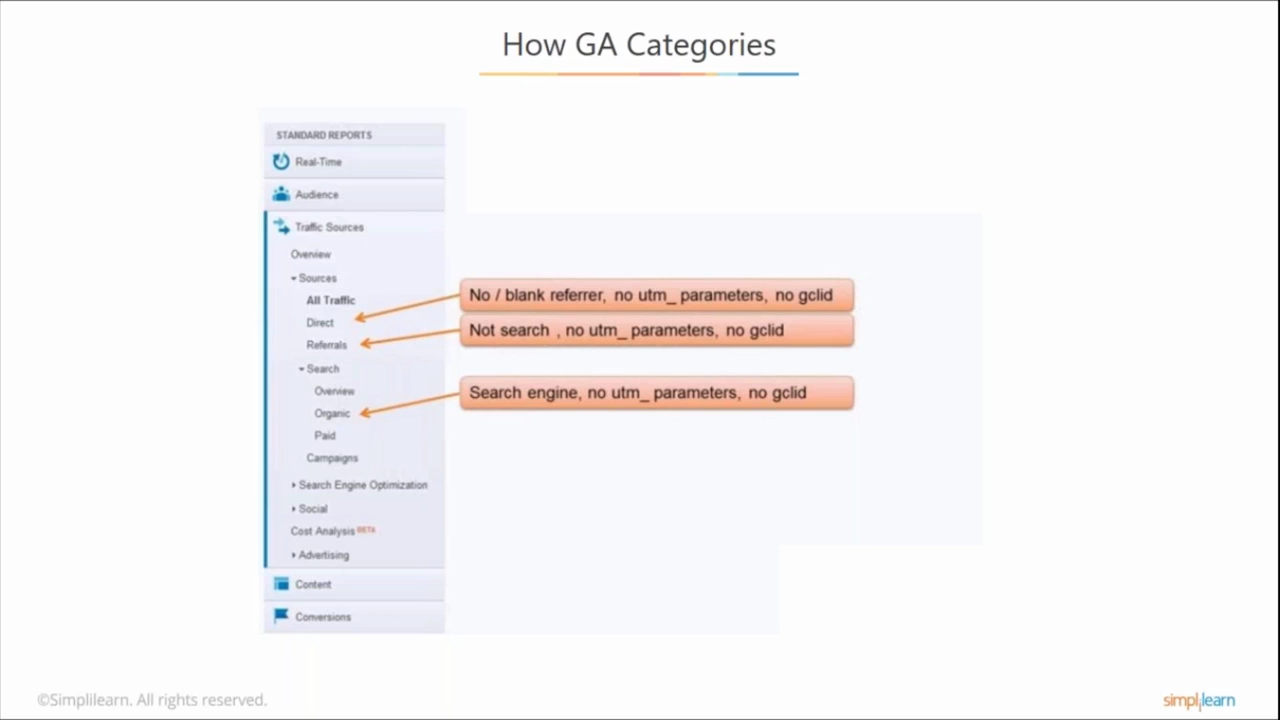 How GA Categories
STANDARD REPORTS
Real-Time
Audience
Traffic Sources
Overview
Sources
All Traffic
No / blank referrer, no utm_ parameters, no gclid
Direct
Not search , no utm_ parameters, no gclid
Referrals
Search
Overview
Search engine, no utm_ parameters, no gclid
Organic
Paid
Campaigns
Search Engine Optimization
Social
Cost Analysis BETA
Advertising
Content
Conversions
©Simplilearn. All rights reserved.
simplilearn